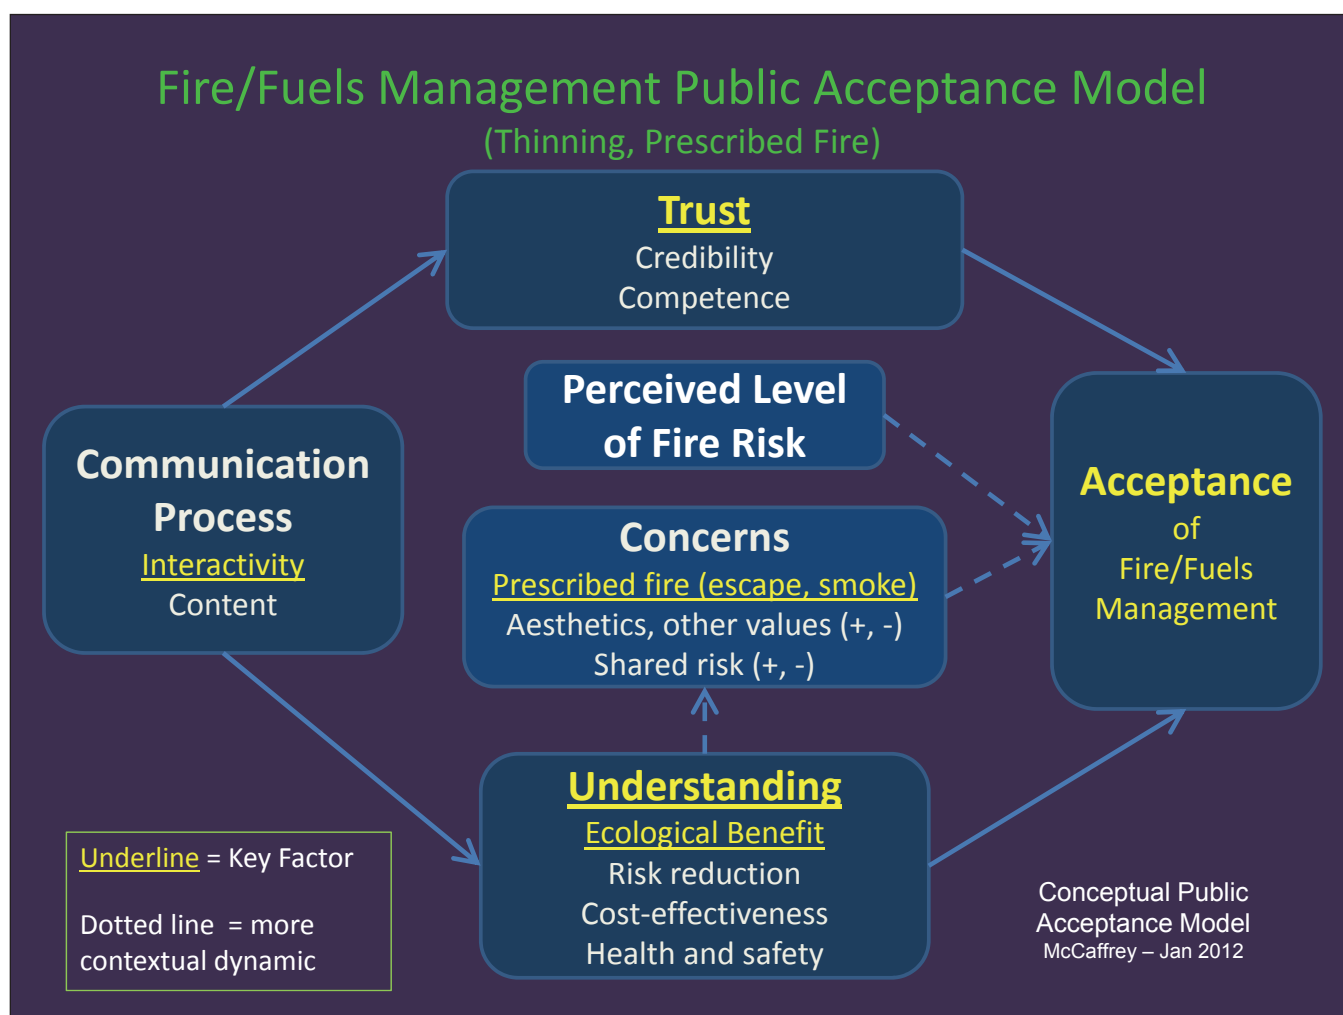 Fire/Fuels Management Public Acceptance Model
(Thinning, Prescribed Fire)
Trust
Credibility
Competence
Perceived Level
of Fire Risk
Communication
Process
Interactivity
Content
Concerns
Prescribed fire (escape, smoke)
Aesthetics, other values (+, -)
Shared risk (+, -)
Acceptance
of
Fire/Fuels
Management
Understanding
Ecological Benefit
Risk reduction
Cost-effectiveness
Health and safety
Underline = Key Factor
Dotted line  = more
contextual dynamic
Conceptual Public
Acceptance Model
McCaffrey – Jan 2012